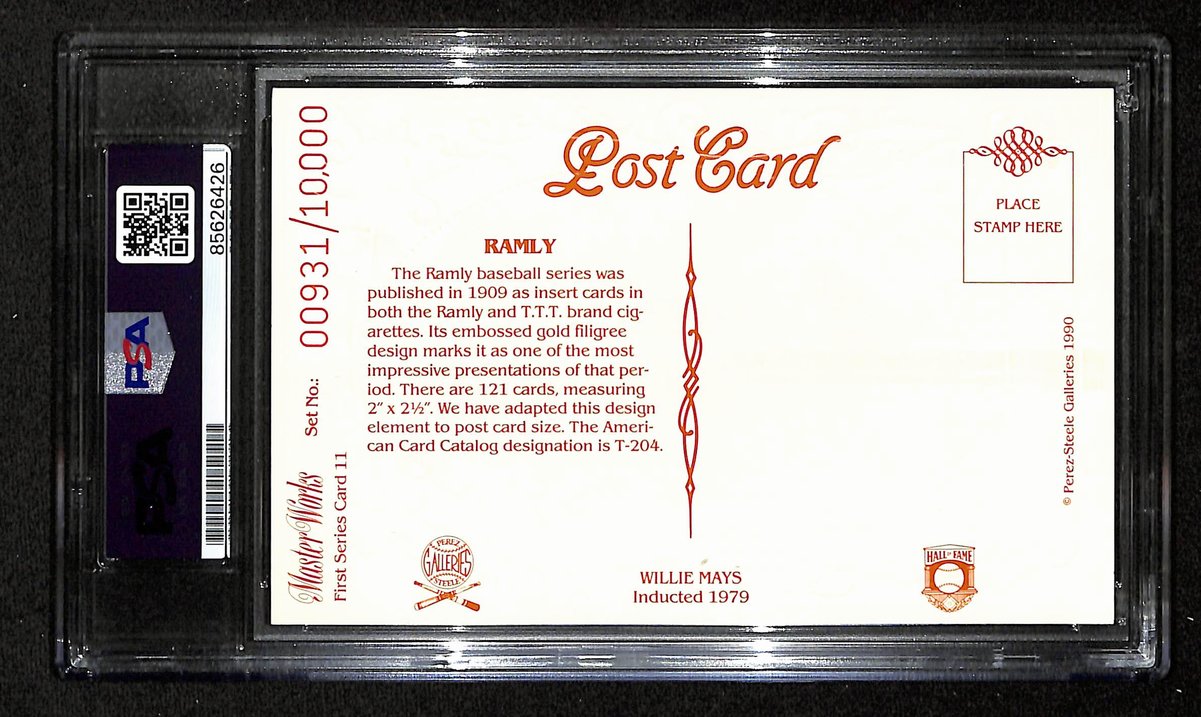 85626426
PSA
PSA
MasterWorks Set No.: 00931/10,000
First Series Card 11
Post Card
RAMLY
The Ramly baseball series was
published in 1909 as insert cards in
both the Ramly and T.T.T. brand cig-
arettes. Its embossed gold filigree
design marks it as one of the most
impressive presentations of that per-
iod. There are 121 cards, measuring
2" x 2½". We have adapted this design
element to post card size. The Ameri-
can Card Catalog designation is T-204.
PLACE
STAMP HERE
© Perez-Steele Galleries 1990
PEREZ
GALLERIES
STEELE
WILLIE MAYS
Inducted 1979
HALL OF FAME